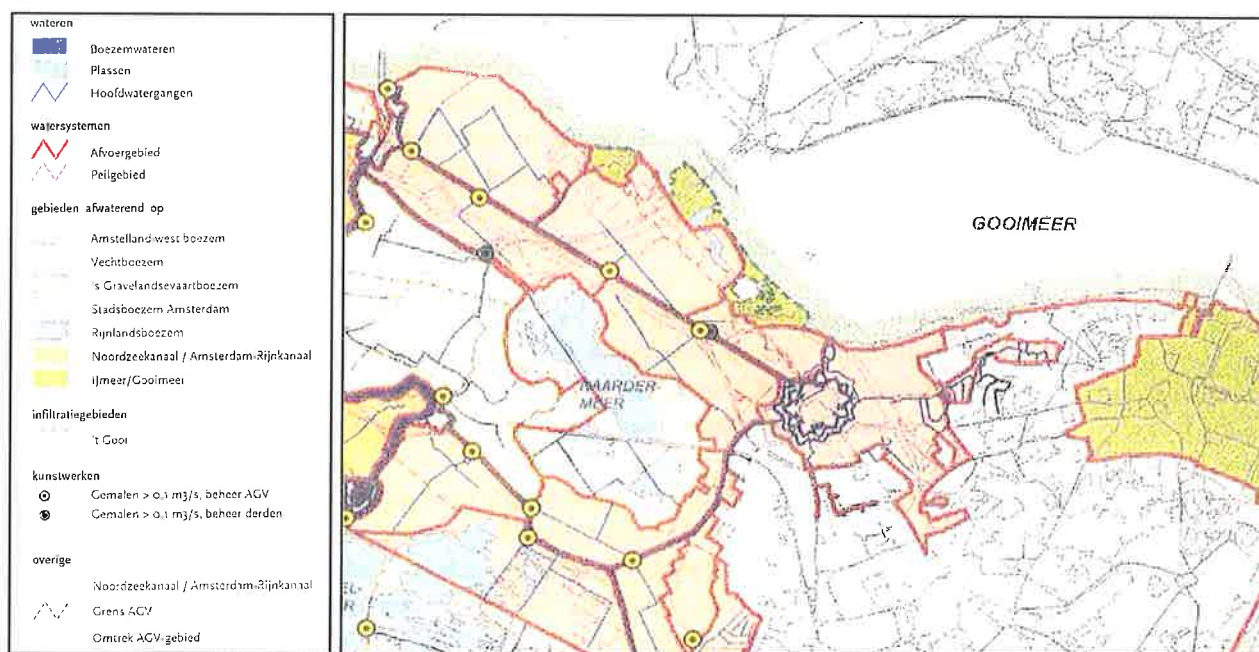 wateren
Boezemwateren
Plassen
Hoofdwatergangen
watersystemen
Afvoergebied
Peilgebied
gebieden afwaterend op
Amstelland-west boezem
Vechtboezem
's Gravelandsevaartboezem
Stadsboezem Amsterdam
Rijnlandsboezem
Noordzeekanaal / Amsterdam-Rijnkanaal
IJmeer/Gooimeer
infiltratiegebieden
't Gooi
kunstwerken
Gemalen > 0,1 m3/s, beheer AGV
Gemalen > 0,1 m3/s, beheer derden
overige
Noordzeekanaal / Amsterdam-Rijnkanaal
Grens AGV
Omtrek AGV-gebied
GOOIMEER
NAARDER-
MEER